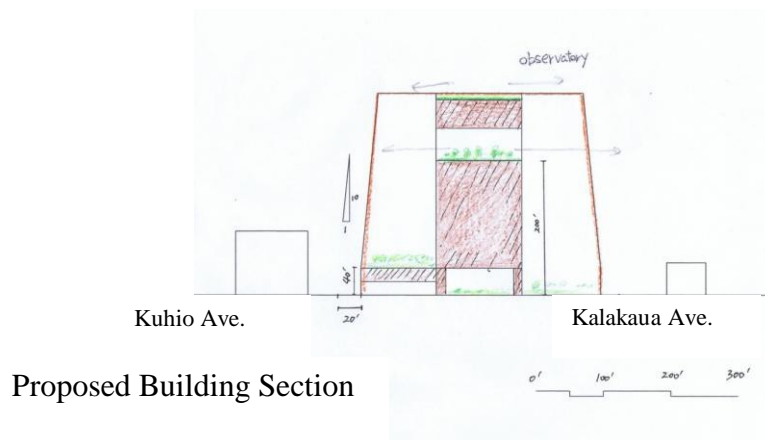 observatory
10
1
200'
40'
20'
Kuhio Ave.
Kalakaua Ave.
Proposed Building Section
0' 100' 200' 300'